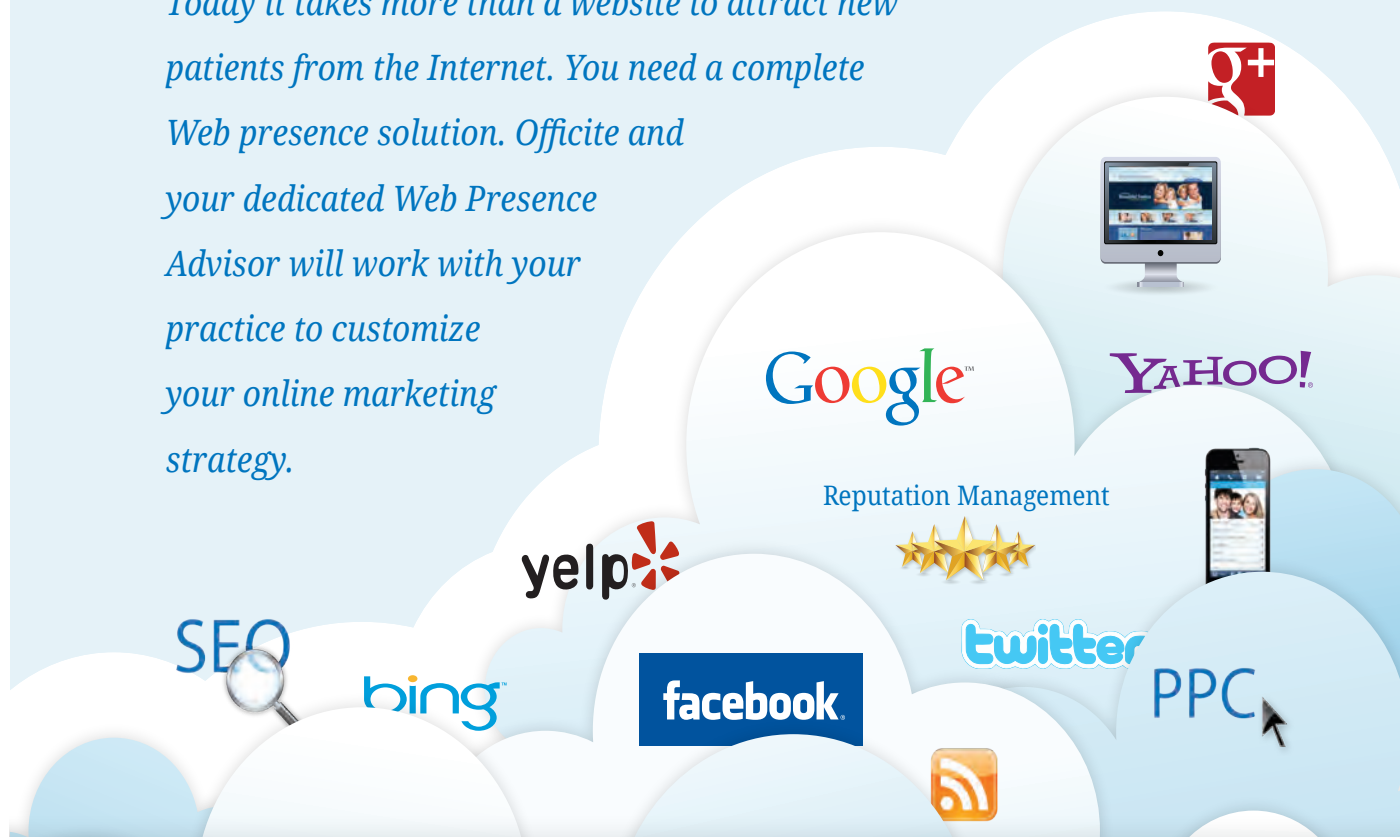 Today it takes more than a website to attract new
patients from the Internet. You need a complete
Web presence solution. Officite and
your dedicated Web Presence
Advisor will work with your
practice to customize
your online marketing
strategy.
g+
Google™
YAHOO!®
Reputation Management
yelp
SEO
bing™
facebook®
twitter
PPC